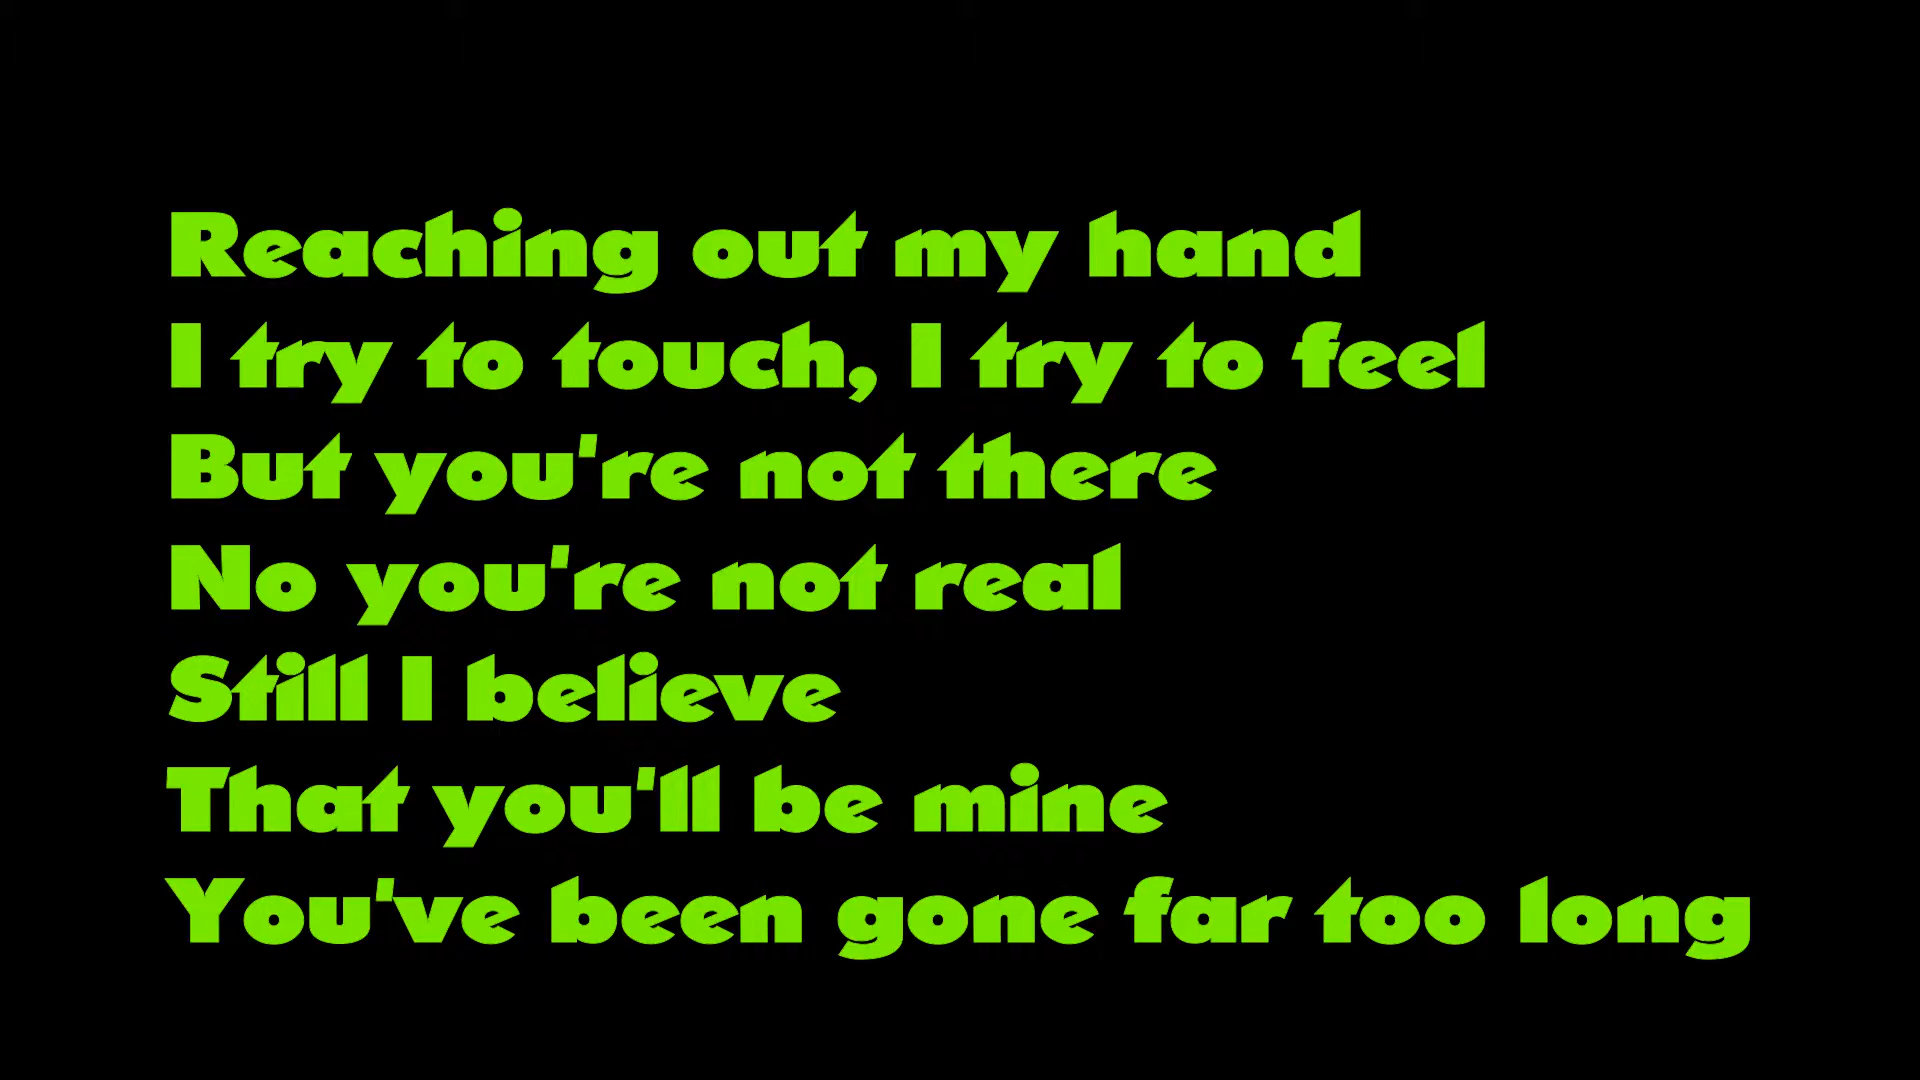 Reaching out my hand
I try to touch, I try to feel
But you're not there
No you're not real
Still I believe
That you'll be mine
You've been gone far too long